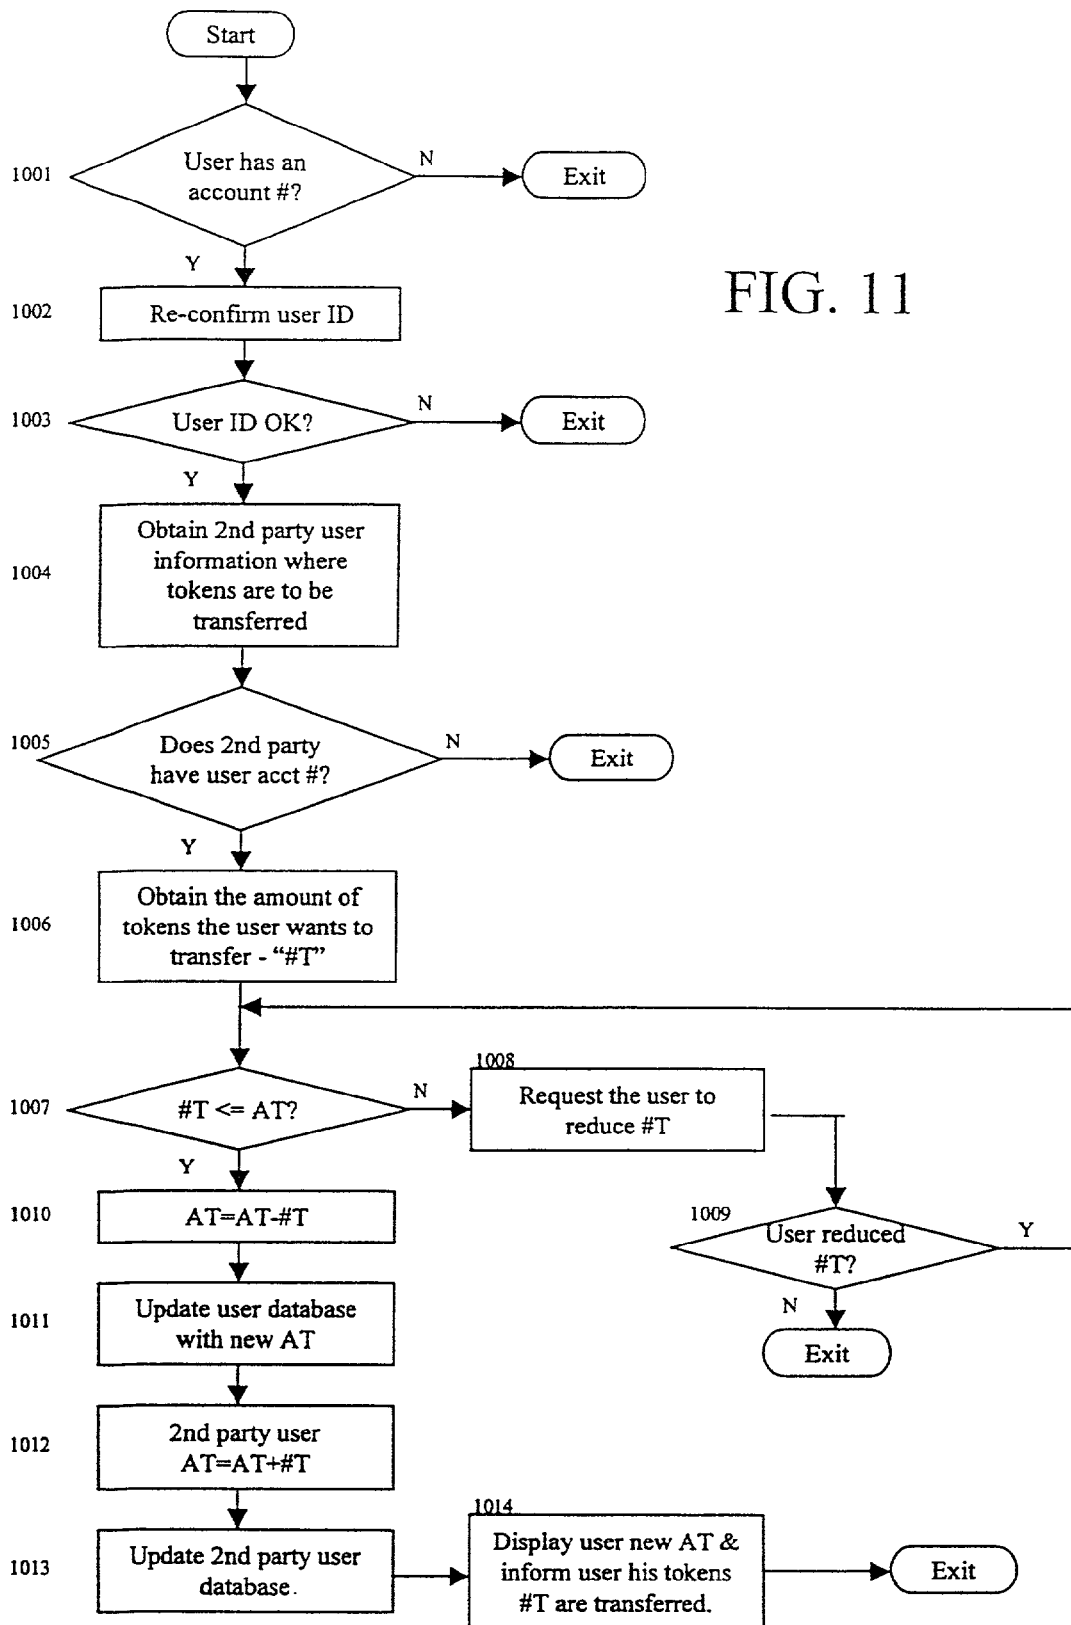 Start
1001
User has an
account #?
N
Exit
Y
FIG. 11
1002
Re-confirm user ID
1003
User ID OK?
N
Exit
Y
1004
Obtain 2nd party user
information where
tokens are to be
transferred
1005
Does 2nd party
have user acct #?
N
Exit
Y
1006
Obtain the amount of
tokens the user wants to
transfer - “#T”
1007
#T <= AT?
N
1008
Request the user to
reduce #T
Y
1009
User reduced
#T?
Y
N
Exit
1010
AT=AT-#T
1011
Update user database
with new AT
1012
2nd party user
AT=AT+#T
1013
Update 2nd party user
database.
1014
Display user new AT &
inform user his tokens
#T are transferred.
Exit